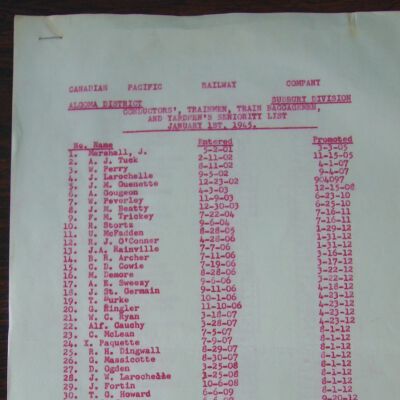 CANADIAN PACIFIC RAILWAY COMPANY
ALGOMA DISTRICT SUDBURY DIVISION
CONDUCTORS', TRAINMEN, TRAIN BAGGAGEMEN,
AND YARDMEN'S SENIORITY LIST
JANUARY 1ST, 1945.
No. Name Entered Promoted
1. Marshall, J. 5-2-01 3-3-05
2. A. J. Tuck 2-11-02 11-15-05
3. W. Perry 8-11-02 4-1-07
4. J. Larochelle 9-5-02 9-4-07
5. J. M. Guenette 12-23-02 904097
6. A. Gougeon 4-3-03 12-15-08
7. W. Feverley 11-9-03 6-23-10
8. J. M. Beatty 12-30-03 6-25-10
9. F. M. Trickey 7-22-04 7-16-11
10. R. Stortz 9-6-04 7-16-11
11. U. McFadden 8-28-05 1-29-12
12. R. J. O'Conner 4-28-06 1-31-12
13. J.A. Rainville 7-7-06 1-31-12
14. B. R. Archer 7-11-06 3-16-12
15. C. D. Cowie 7-19-06 3-17-12
16. M. Demore 8-28-06 3-22-12
17. A. E. Sweezy 9-6-06 3-22-12
18. J. St. Germain 9-11-06 4-18-12
19. T. Burke 10-1-06 4-23-12
20. G. Ringler 11-10-06 4-23-12
21. W. C. Ryan 3-18-07 4-23-12
22. Alf. Gauchy 3-28-07 4-23-12
23. C. McLean 7-5-07 8-1-12
24. X. Paquette 7-9-07 8-1-12
25. R. H. Dingwall 8-29-07 8-1-12
26. G. Massicotte 8-30-07 8-1-12
27. D. Ogden 3-25-08 8-1-12
28. J. W. Larochelle 3-25-08 8-1-12
29. J. Fortin 10-6-08 8-1-12
30. T. G. Howard 6-6-09 9-20-12